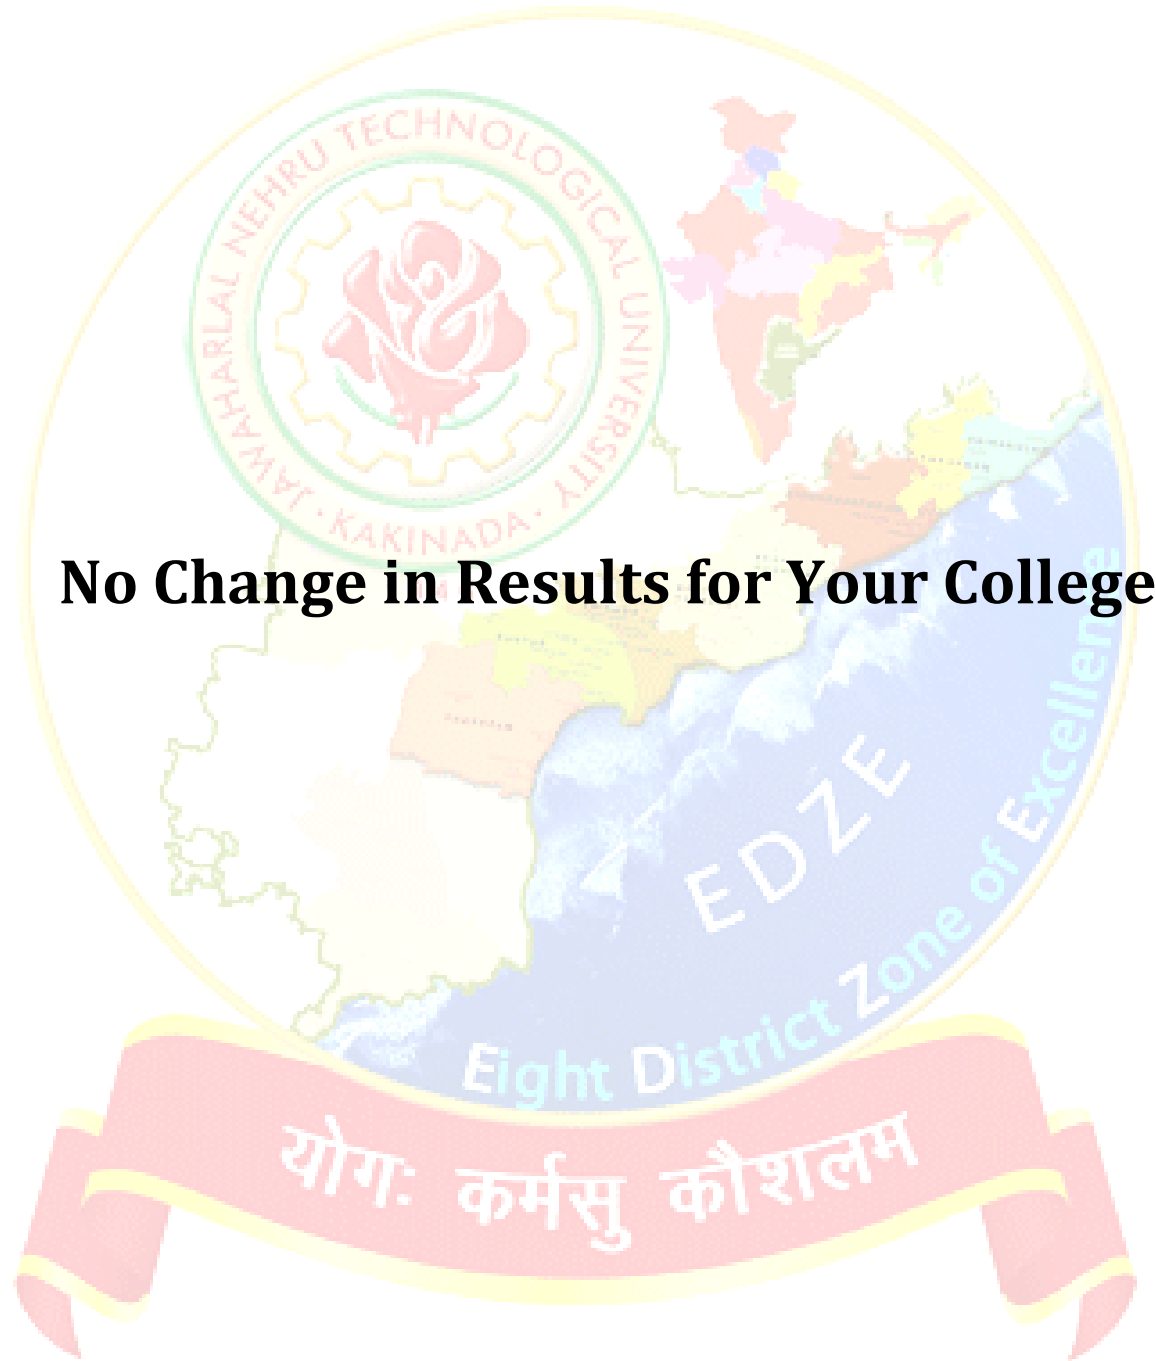 JAWAHARLAL NEHRU TECHNOLOGICAL UNIVERSITY
· KAKINADA ·
No Change in Results for Your College
EDZE
Eight District Zone of Excellence
योगः कर्मसु कौशलम